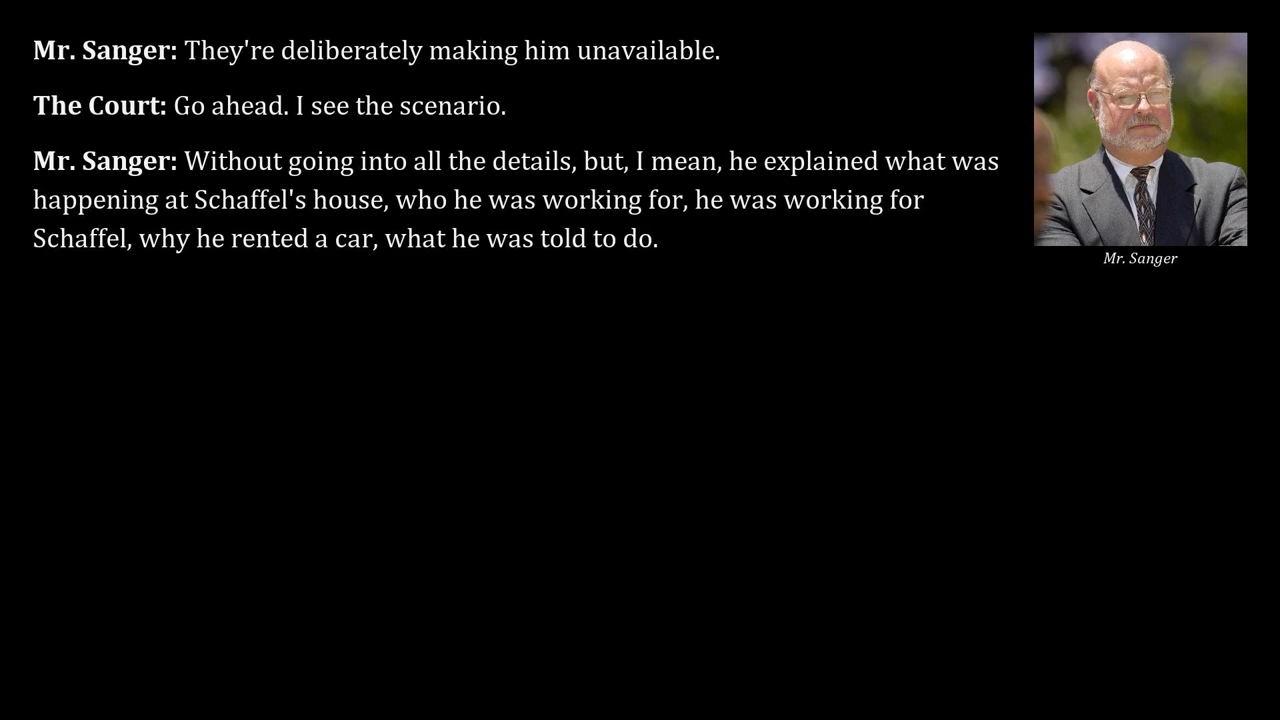 Mr. Sanger: They're deliberately making him unavailable.
The Court: Go ahead. I see the scenario.
Mr. Sanger: Without going into all the details, but, I mean, he explained what was
happening at Schaffel's house, who he was working for, he was working for
Schaffel, why he rented a car, what he was told to do.
Mr. Sanger